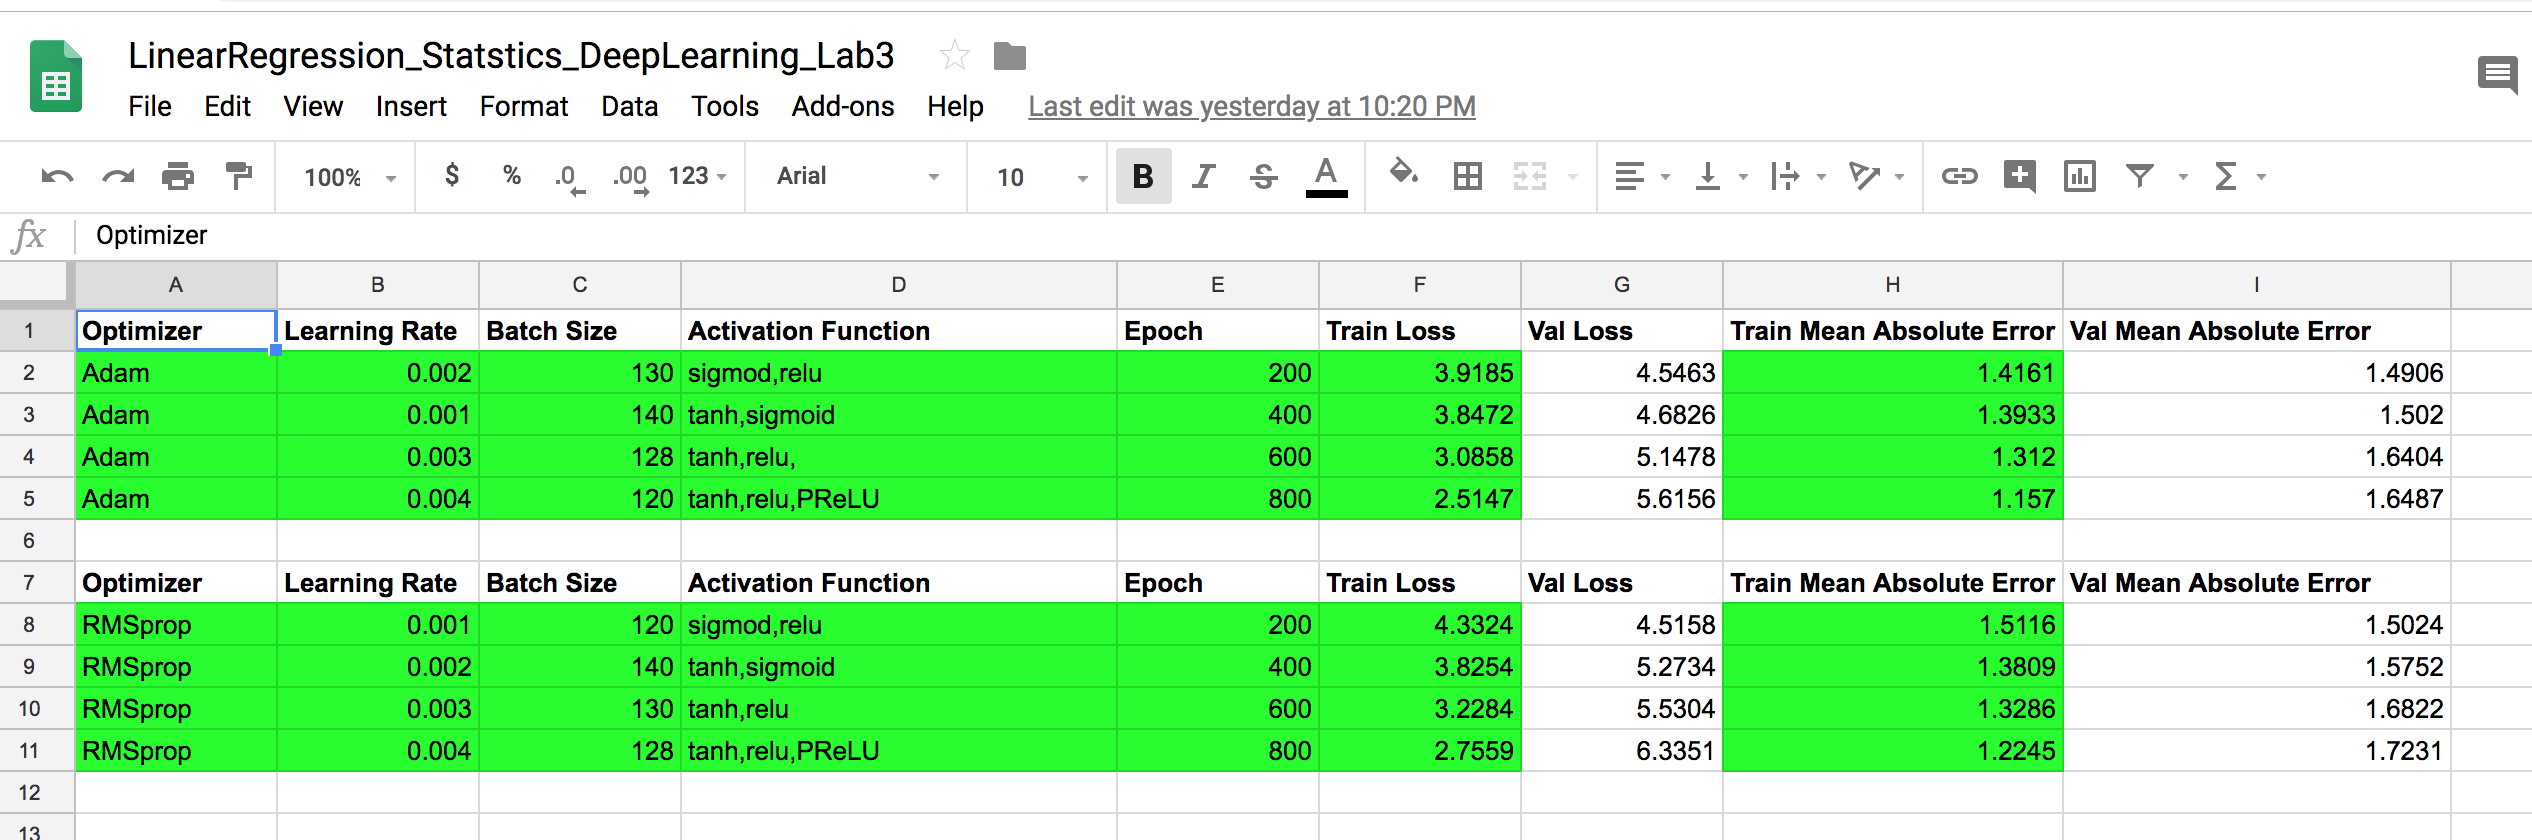 LinearRegression_Statstics_DeepLearning_Lab3
File Edit View Insert Format Data Tools Add-ons Help Last edit was yesterday at 10:20 PM
100% $ % .0 .00 123 Arial 10 B I S A Σ
fx Optimizer
A B C D E F G H I
1 Optimizer Learning Rate Batch Size Activation Function Epoch Train Loss Val Loss Train Mean Absolute Error Val Mean Absolute Error
2 Adam 0.002 130 sigmod,relu 200 3.9185 4.5463 1.4161 1.4906
3 Adam 0.001 140 tanh,sigmoid 400 3.8472 4.6826 1.3933 1.502
4 Adam 0.003 128 tanh,relu, 600 3.0858 5.1478 1.312 1.6404
5 Adam 0.004 120 tanh,relu,PReLU 800 2.5147 5.6156 1.157 1.6487
6
7 Optimizer Learning Rate Batch Size Activation Function Epoch Train Loss Val Loss Train Mean Absolute Error Val Mean Absolute Error
8 RMSprop 0.001 120 sigmod,relu 200 4.3324 4.5158 1.5116 1.5024
9 RMSprop 0.002 140 tanh,sigmoid 400 3.8254 5.2734 1.3809 1.5752
10 RMSprop 0.003 130 tanh,relu 600 3.2284 5.5304 1.3286 1.6822
11 RMSprop 0.004 128 tanh,relu,PReLU 800 2.7559 6.3351 1.2245 1.7231
12
13